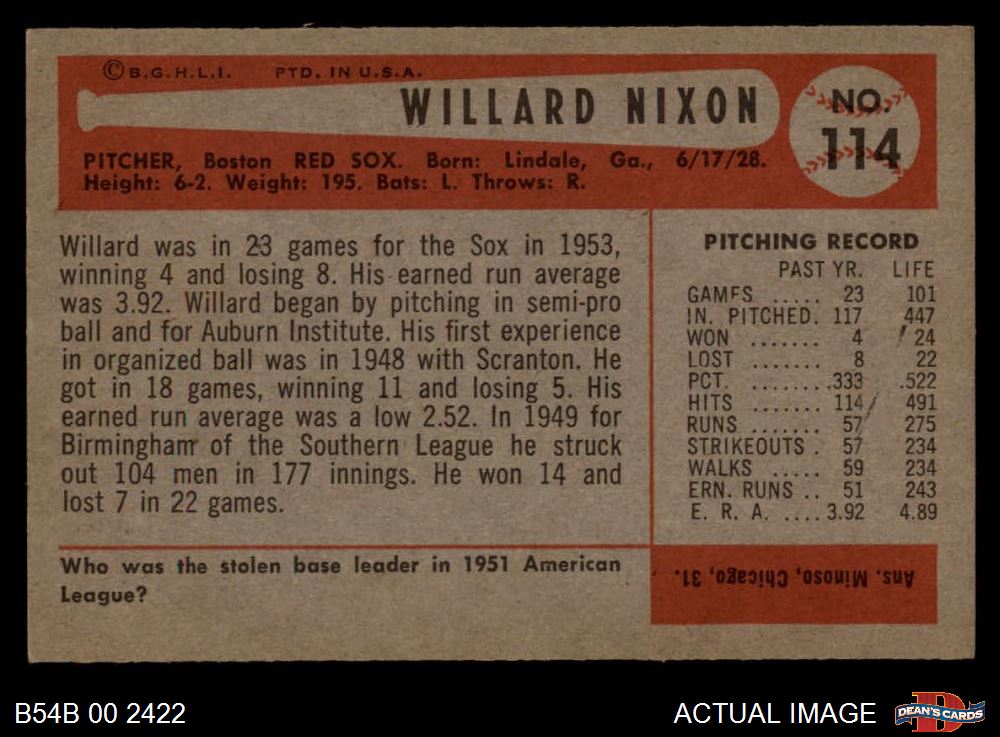 ©B.G.H.L.I. PTD. IN U.S.A.
WILLARD NIXON
NO.
114
PITCHER, Boston RED SOX. Born: Lindale, Ga., 6/17/28.
Height: 6-2. Weight: 195. Bats: L. Throws: R.
Willard was in 23 games for the Sox in 1953,
winning 4 and losing 8. His earned run average
was 3.92. Willard began by pitching in semi-pro
ball and for Auburn Institute. His first experience
in organized ball was in 1948 with Scranton. He
got in 18 games, winning 11 and losing 5. His
earned run average was a low 2.52. In 1949 for
Birmingham of the Southern League he struck
out 104 men in 177 innings. He won 14 and
lost 7 in 22 games.
PITCHING RECORD
PAST YR. LIFE
GAMES ..... 23 101
IN. PITCHED. 117 447
WON ....... 4 24
LOST ....... 8 22
PCT. ........ .333 .522
HITS ....... 114 491
RUNS ....... 57 275
STRIKEOUTS . 57 234
WALKS ..... 59 234
ERN. RUNS .. 51 243
E. R. A. .... 3.92 4.89
Who was the stolen base leader in 1951 American
League?
Ans. Minoso, Chicago, 31.
B54B 00 2422
ACTUAL IMAGE
DEAN'S CARDS